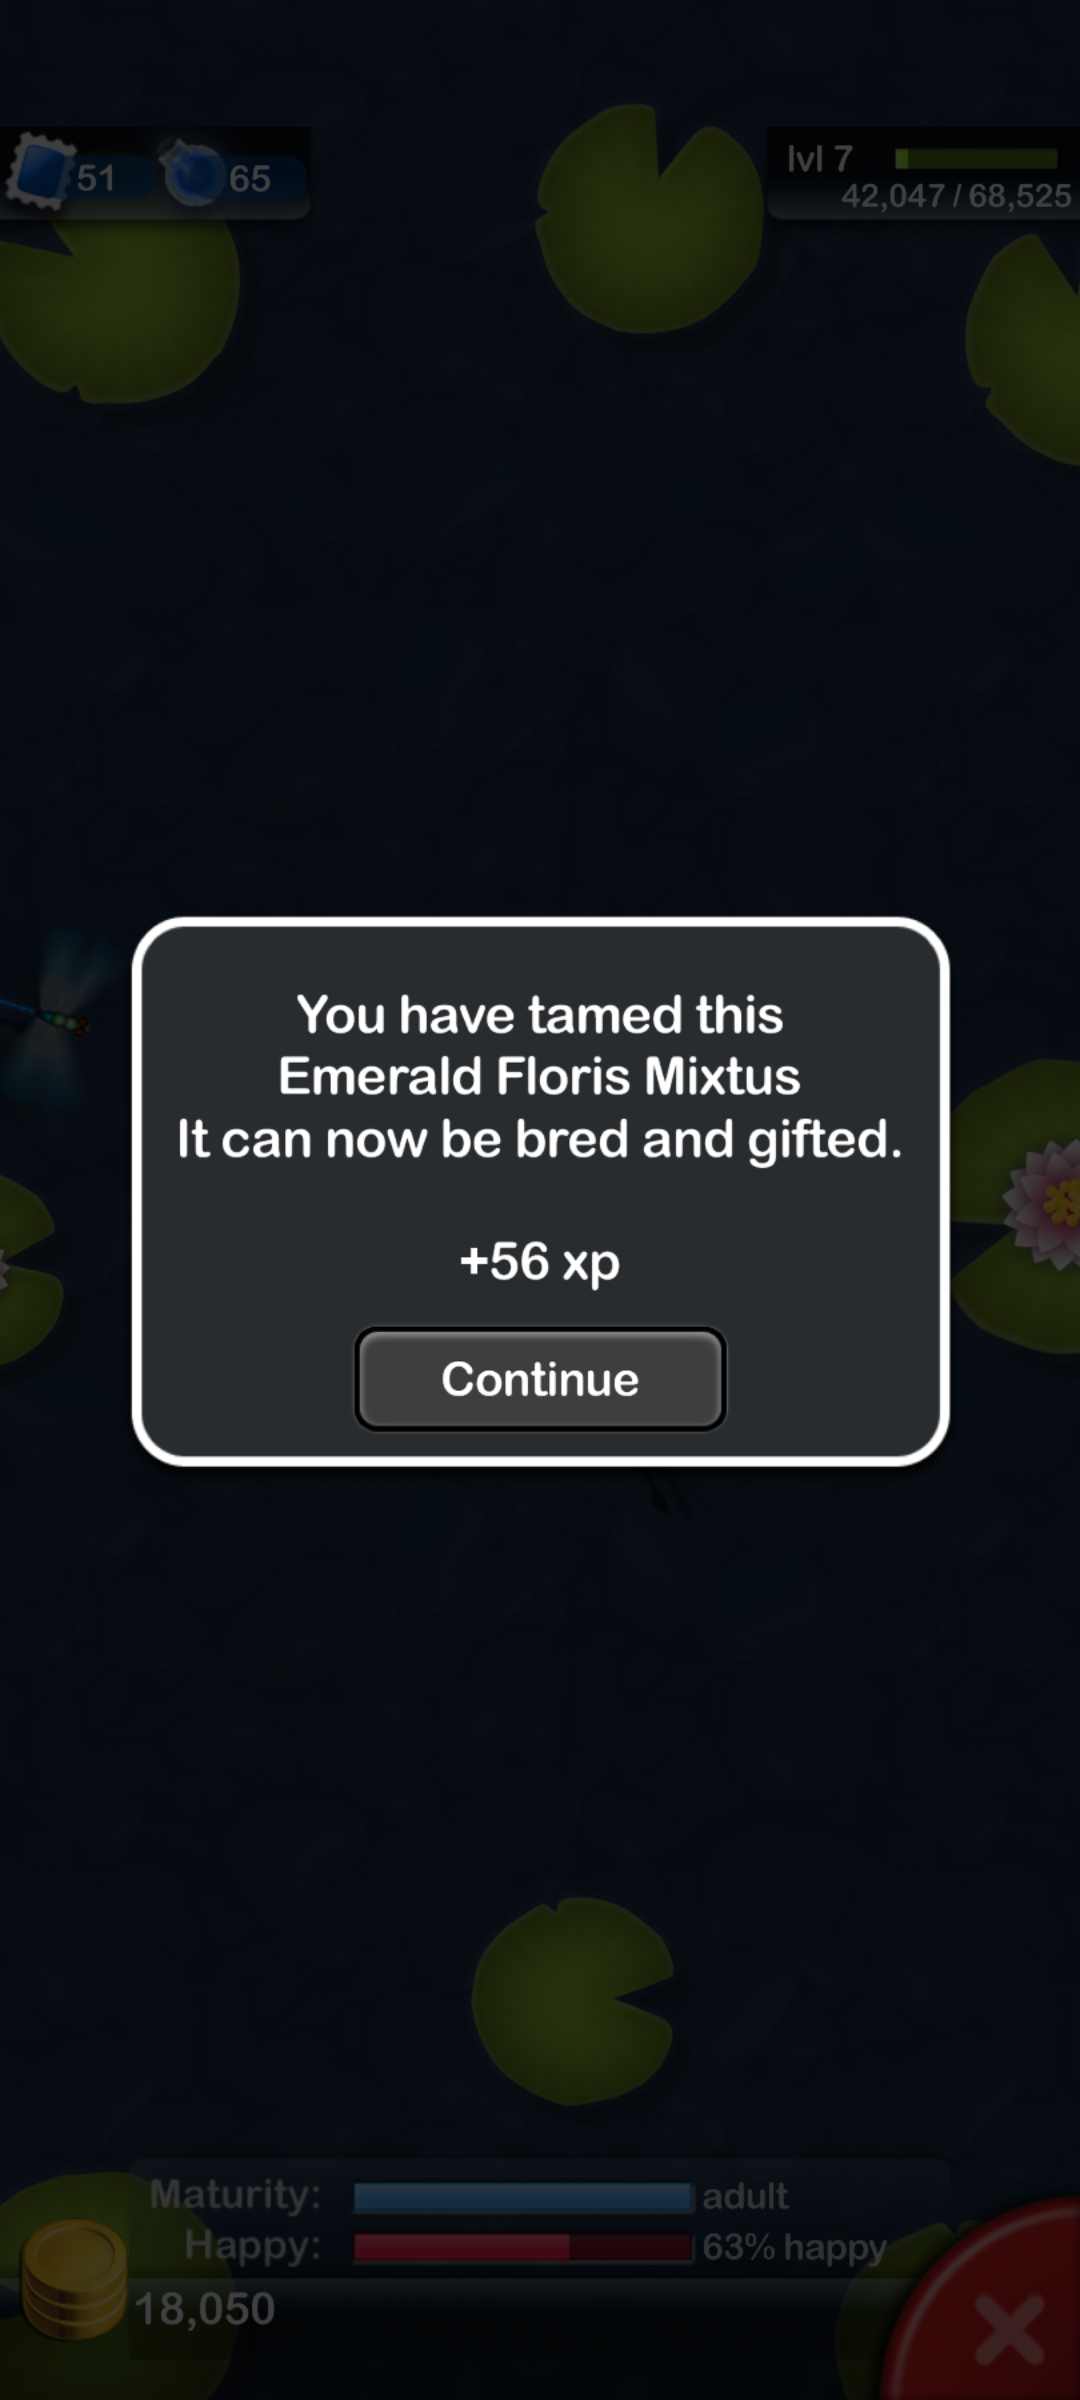 51
65
lvl 7
42,047 / 68,525
You have tamed this
Emerald Floris Mixtus
It can now be bred and gifted.
+56 xp
Continue
Maturity: adult
Happy: 63% happy
18,050